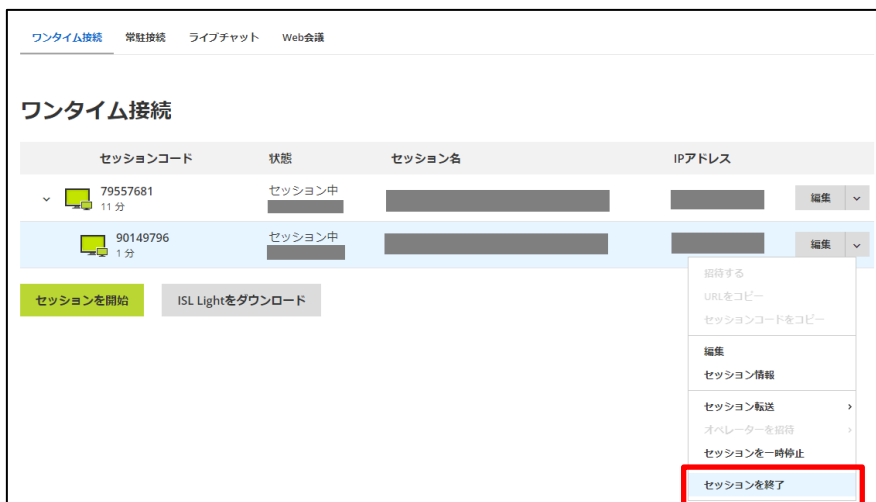 ワンタイム接続 常駐接続 ライブチャット Web会議
ワンタイム接続
セッションコード 状態 セッション名 IPアドレス
79557681 セッション中
11 分
編集
90149796 セッション中
1 分
編集
招待する
URLをコピー
セッションコードをコピー
セッションを開始 ISL Lightをダウンロード
編集
セッション情報
セッション転送
オペレーターを招待
セッションを一時停止
セッションを終了